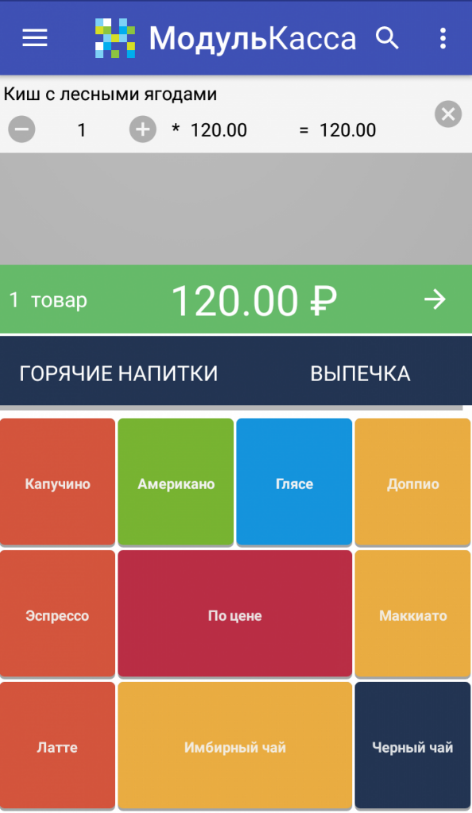 МодульКасса
Киш с лесными ягодами
1 * 120.00 = 120.00
1 товар 120.00 ₽
ГОРЯЧИЕ НАПИТКИ ВЫПЕЧКА
Капучино Американо Глясе Доппио
Эспрессо По цене Маккиато
Латте Имбирный чай Черный чай